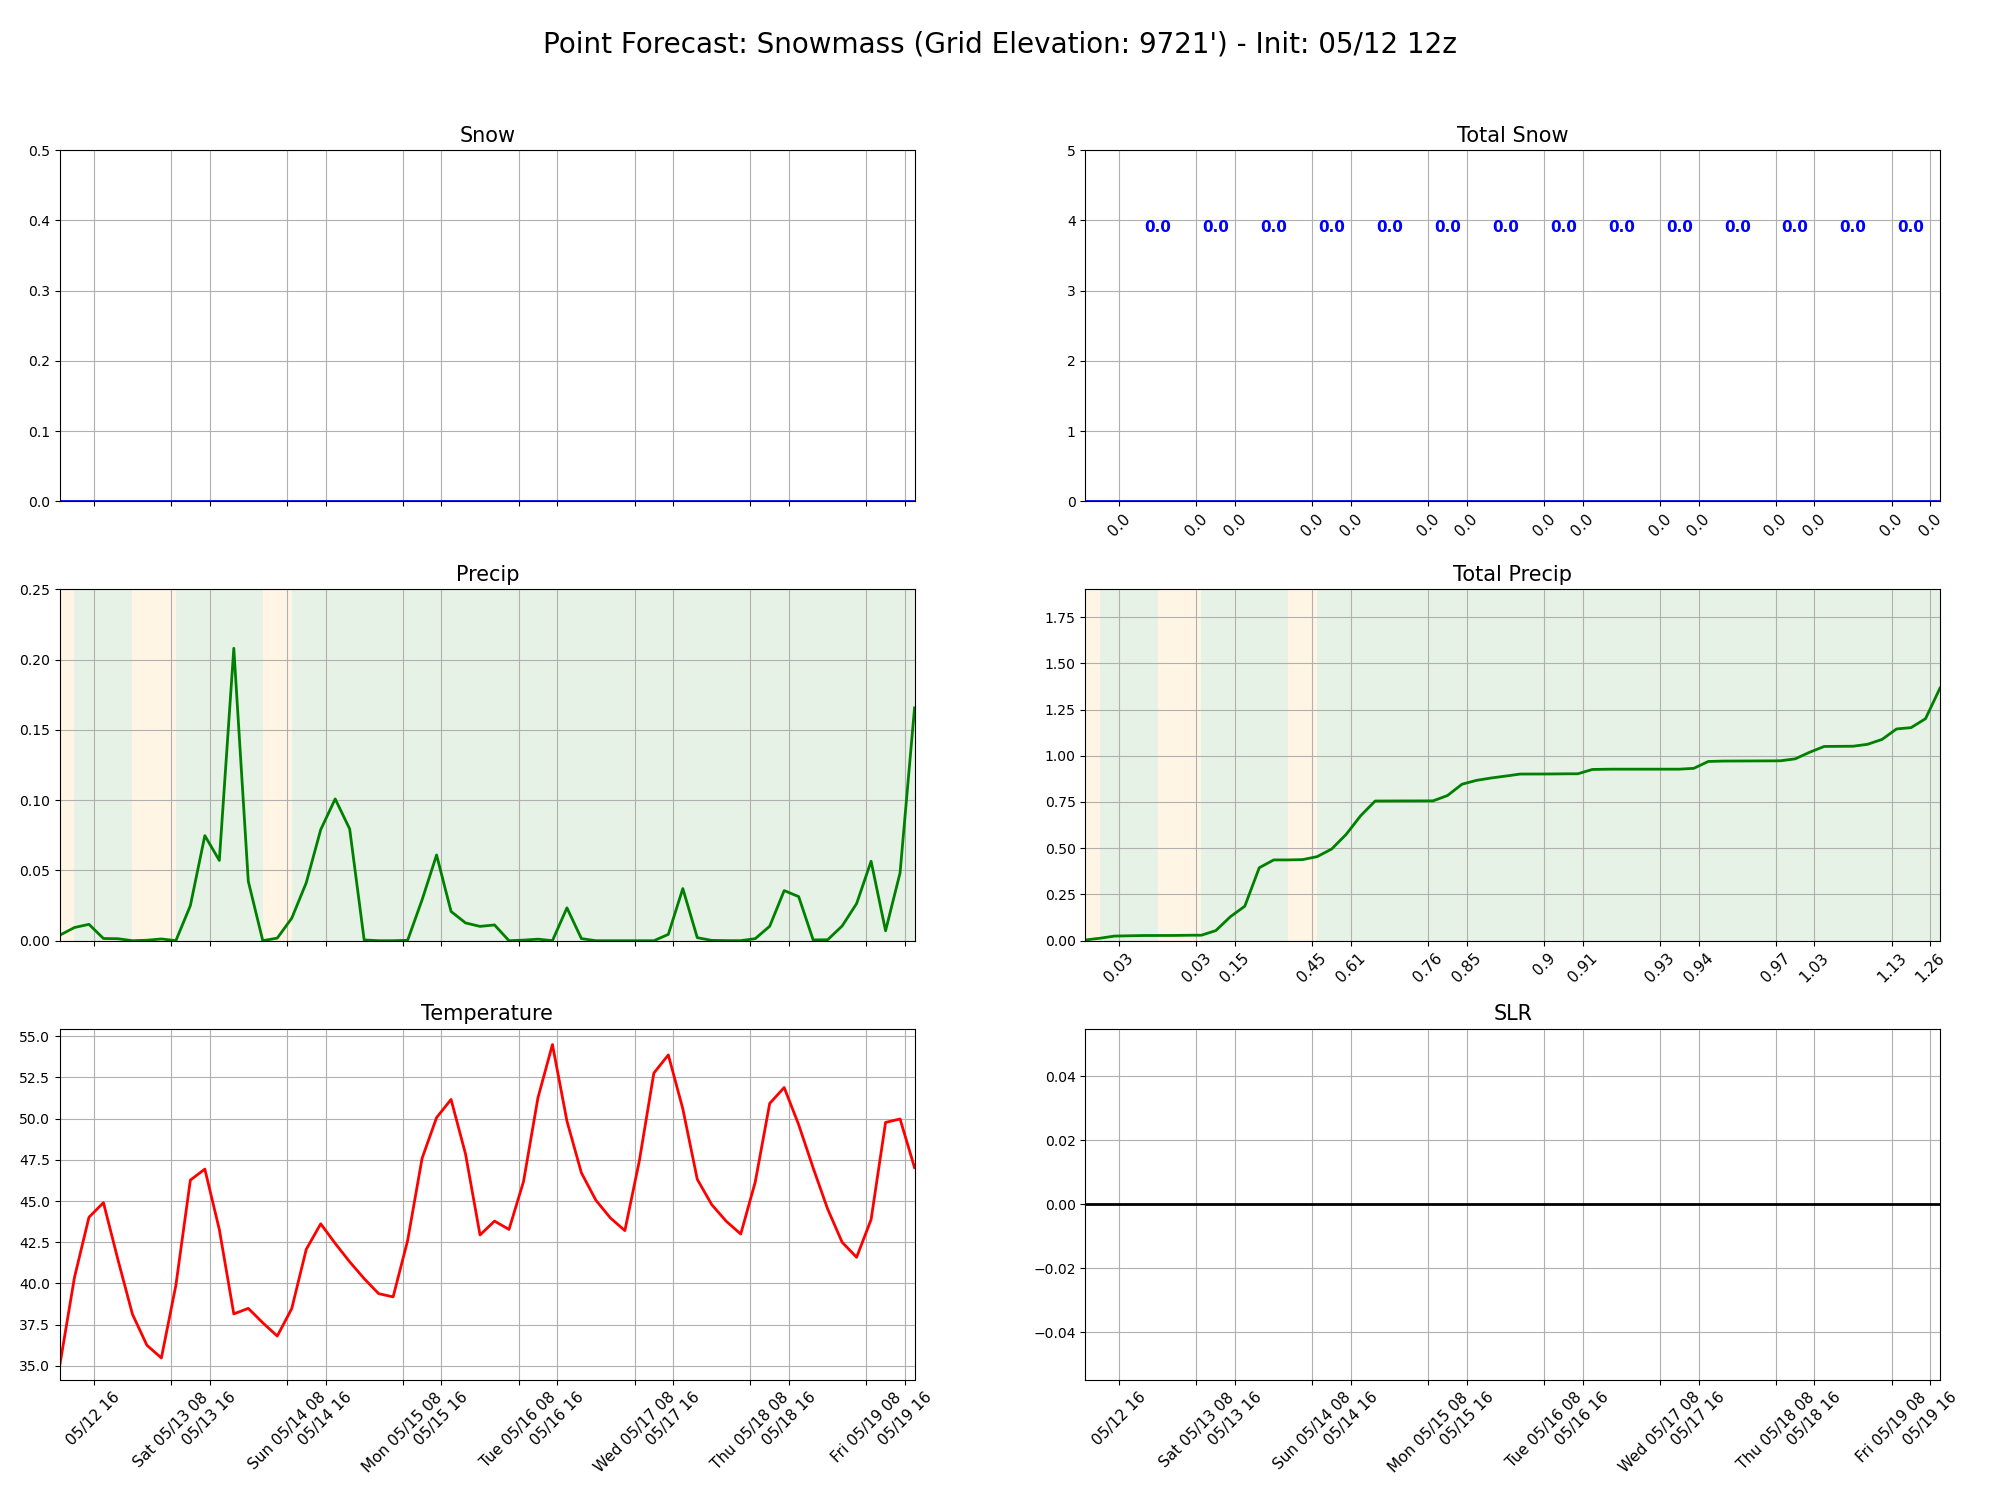 Point Forecast: Snowmass (Grid Elevation: 9721') - Init: 05/12 12z
Snow
0.5
0.4
0.3
0.2
0.1
0.0
Total Snow
5
4
3
2
1
0
0.0 0.0 0.0 0.0 0.0 0.0 0.0 0.0 0.0 0.0 0.0 0.0 0.0 0.0
0.0 0.0 0.0 0.0 0.0 0.0 0.0 0.0 0.0 0.0 0.0 0.0 0.0 0.0 0.0
Precip
0.25
0.20
0.15
0.10
0.05
0.00
Total Precip
1.75
1.50
1.25
1.00
0.75
0.50
0.25
0.00
0.03 0.03 0.15 0.45 0.61 0.76 0.85 0.9 0.91 0.93 0.94 0.97 1.03 1.13 1.26
Temperature
55.0
52.5
50.0
47.5
45.0
42.5
40.0
37.5
35.0
05/12 16
Sat 05/13 08
05/13 16
Sun 05/14 08
05/14 16
Mon 05/15 08
05/15 16
Tue 05/16 08
05/16 16
Wed 05/17 08
05/17 16
Thu 05/18 08
05/18 16
Fri 05/19 08
05/19 16
SLR
0.04
0.02
0.00
−0.02
−0.04
05/12 16
Sat 05/13 08
05/13 16
Sun 05/14 08
05/14 16
Mon 05/15 08
05/15 16
Tue 05/16 08
05/16 16
Wed 05/17 08
05/17 16
Thu 05/18 08
05/18 16
Fri 05/19 08
05/19 16